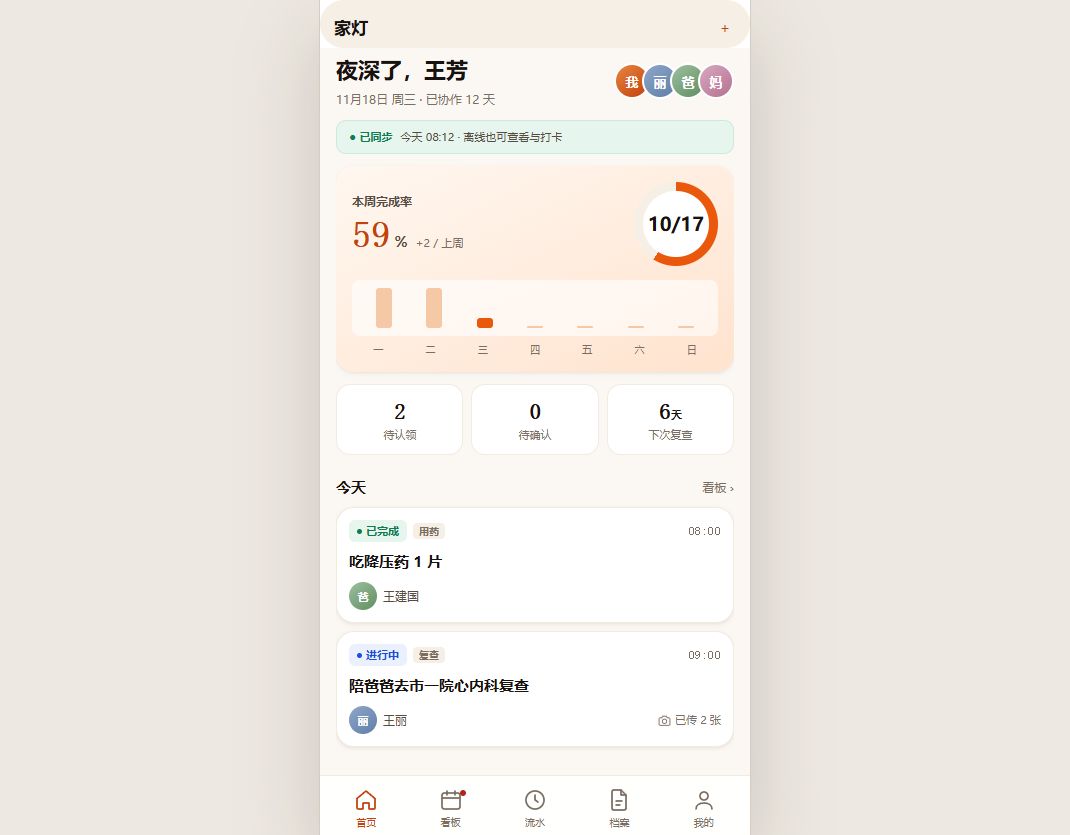 家灯
+
夜深了，王芳
11月18日 周三 · 已协作 12 天
我 丽 爸 妈
已同步 今天 08:12 · 离线也可查看与打卡
本周完成率
59 % +2 / 上周
10/17
一 二 三 四 五 六 日
2
待认领
0
待确认
6天
下次复查
今天 看板 ›
已完成 用药 08:00
吃降压药 1 片
爸 王建国
进行中 复查 09:00
陪爸爸去市一院心内科复查
丽 王丽 已传 2 张
首页 看板 流水 档案 我的